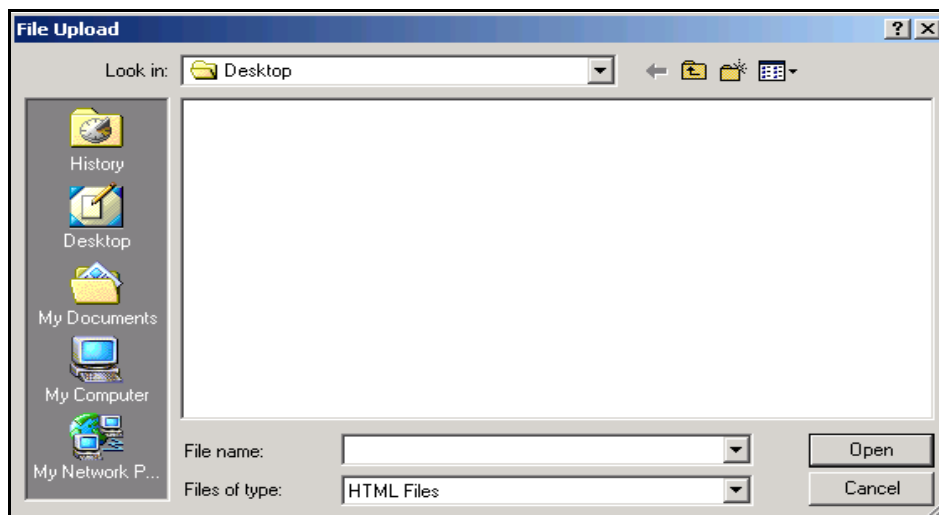 File Upload
Look in: Desktop
History
Desktop
My Documents
My Computer
My Network P...
File name:
Open
Files of type: HTML Files
Cancel